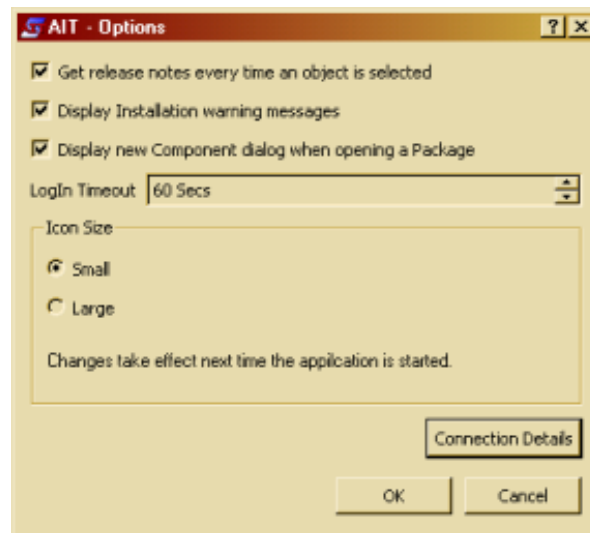 AIT - Options
Get release notes every time an object is selected
Display Installation warning messages
Display new Component dialog when opening a Package
LogIn Timeout 60 Secs
Icon Size
Small
Large
Changes take effect next time the appilcation is started.
Connection Details
OK Cancel